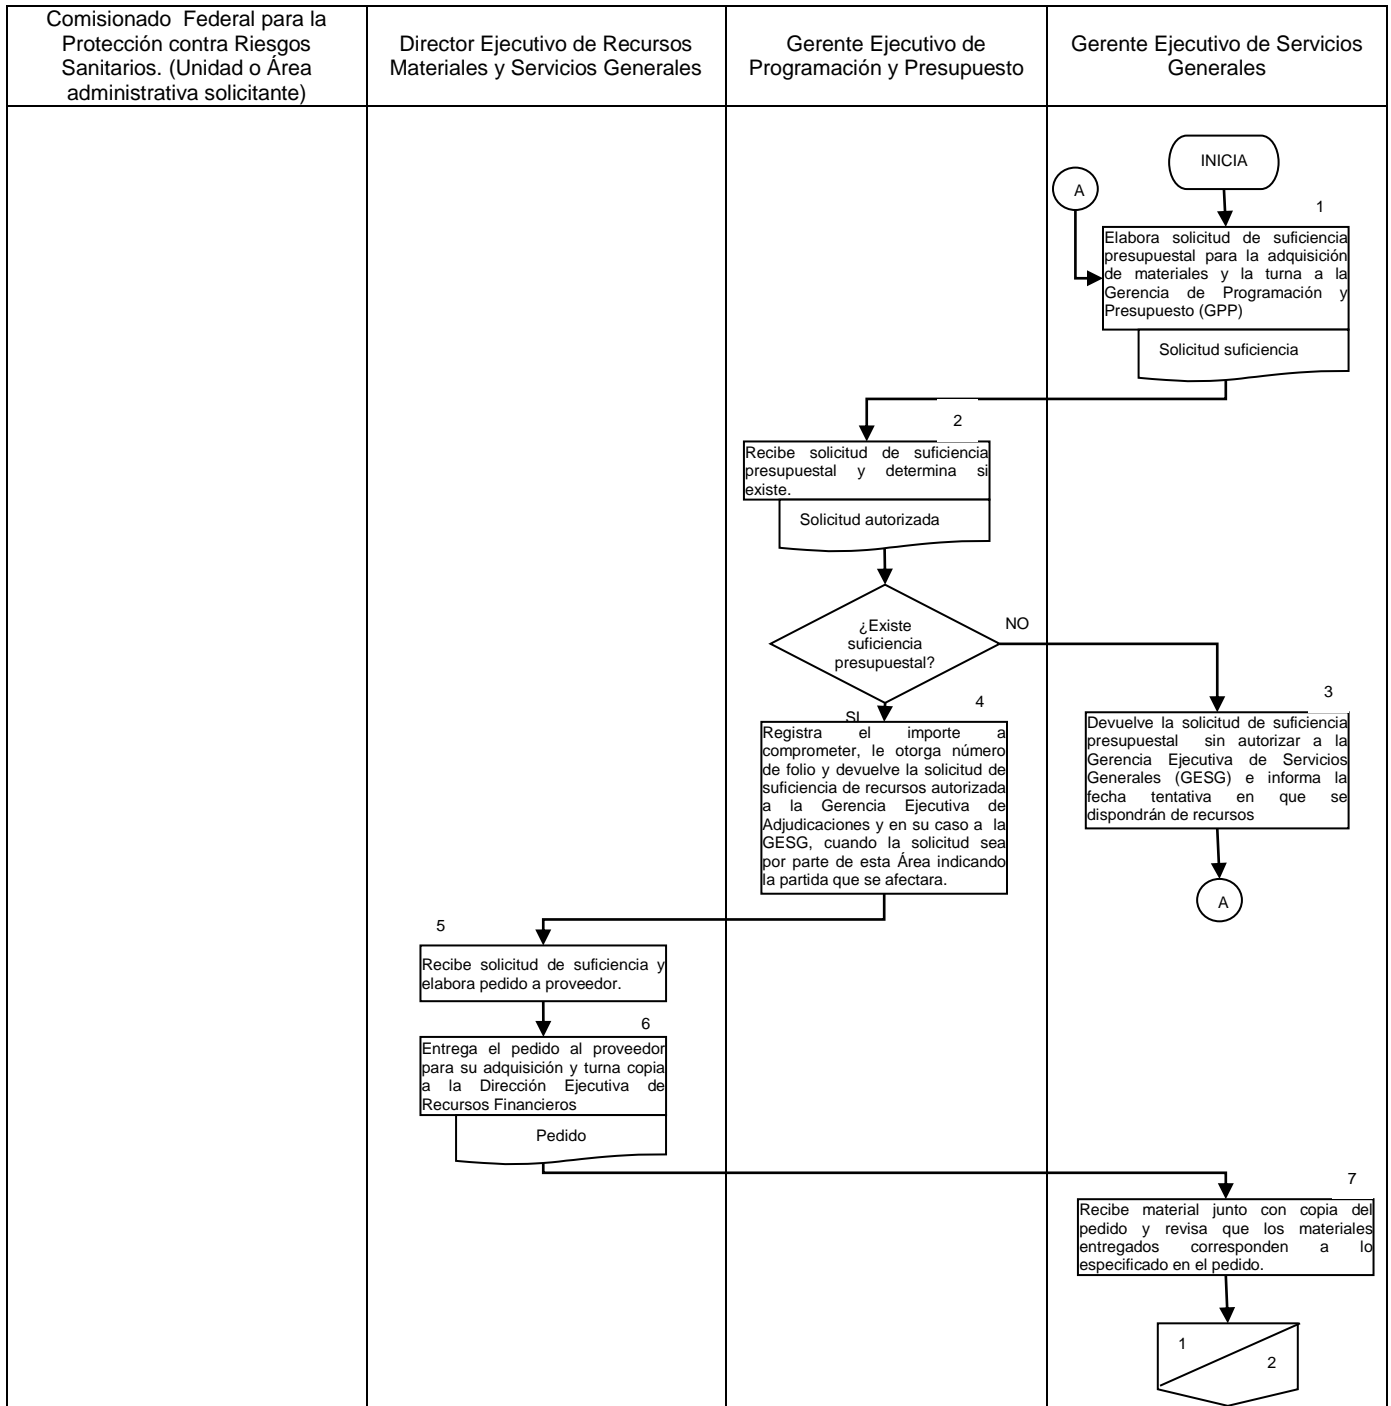 Comisionado  Federal para la
Protección contra Riesgos
Sanitarios. (Unidad o Área
administrativa solicitante)
Director Ejecutivo de Recursos
Materiales y Servicios Generales
Gerente Ejecutivo de
Programación y Presupuesto
Gerente Ejecutivo de Servicios
Generales
INICIA
A
1
Elabora solicitud de suficiencia
presupuestal para la adquisición
de materiales y la turna a la
Gerencia de Programación y
Presupuesto (GPP)
Solicitud suficiencia
2
Recibe solicitud de suficiencia
presupuestal y determina si
existe.
Solicitud autorizada
¿Existe
suficiencia
presupuestal?
NO
SI
3
Devuelve la solicitud de suficiencia
presupuestal  sin autorizar a la
Gerencia Ejecutiva de Servicios
Generales (GESG) e informa la
fecha tentativa en que se
dispondrán de recursos
A
4
Registra el importe a
comprometer, le otorga número
de folio y devuelve la solicitud de
suficiencia de recursos autorizada
a la Gerencia Ejecutiva de
Adjudicaciones y en su caso a  la
GESG, cuando la solicitud sea
por parte de esta Área indicando
la partida que se afectara.
5
Recibe solicitud de suficiencia y
elabora pedido a proveedor.
6
Entrega el pedido al proveedor
para su adquisición y turna copia
a la Dirección Ejecutiva de
Recursos Financieros
Pedido
7
Recibe material junto con copia del
pedido y revisa que los materiales
entregados corresponden a lo
especificado en el pedido.
1
2